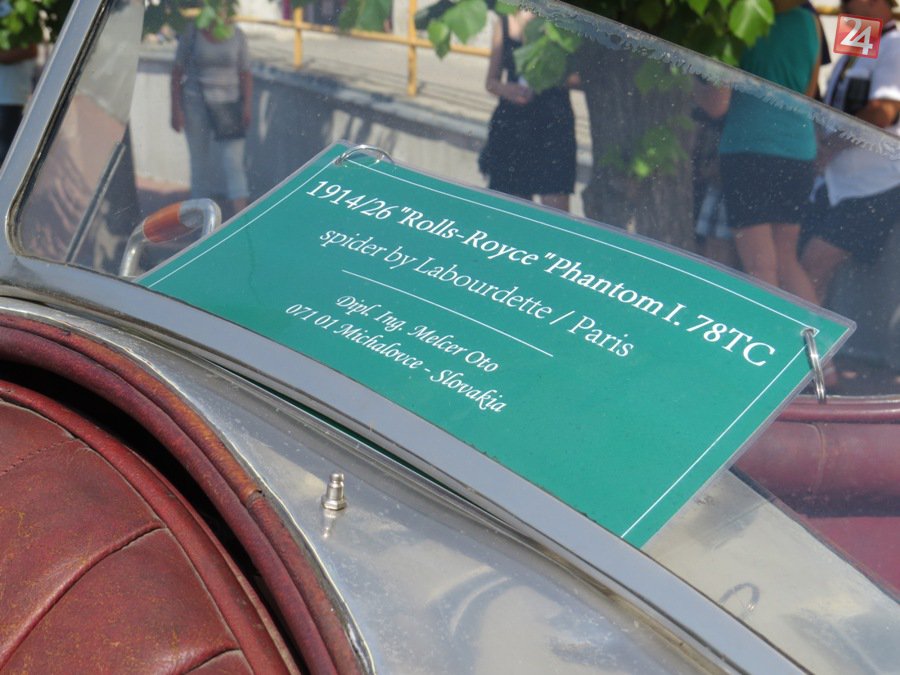 24
1914/26 "Rolls-Royce "Phantom I. 78TC
spider by Labourdette / Paris
Dipl. Ing. Melcer Oto
071 01 Michalovce - Slovakia